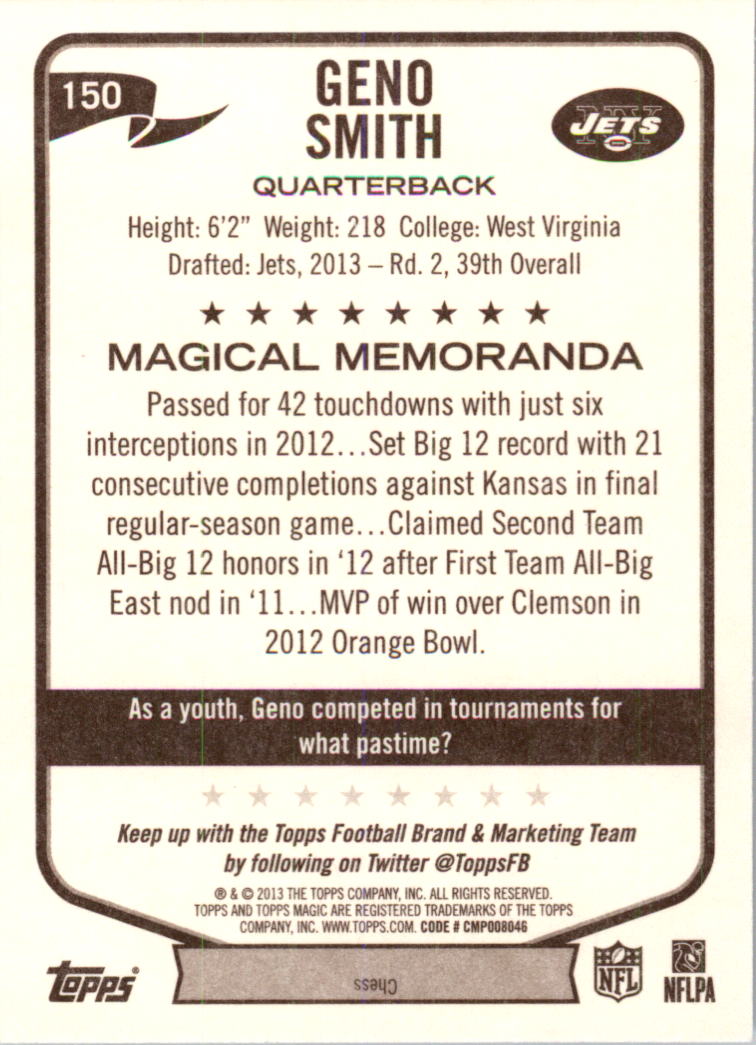 150
GENO
SMITH
JETS
QUARTERBACK
Height: 6'2” Weight: 218 College: West Virginia
Drafted: Jets, 2013 – Rd. 2, 39th Overall
MAGICAL MEMORANDA
Passed for 42 touchdowns with just six
interceptions in 2012...Set Big 12 record with 21
consecutive completions against Kansas in final
regular-season game...Claimed Second Team
All-Big 12 honors in ‘12 after First Team All-Big
East nod in ‘11...MVP of win over Clemson in
2012 Orange Bowl.
As a youth, Geno competed in tournaments for
what pastime?
Keep up with the Topps Football Brand & Marketing Team
by following on Twitter @ToppsFB
® & © 2013 THE TOPPS COMPANY, INC. ALL RIGHTS RESERVED.
TOPPS AND TOPPS MAGIC ARE REGISTERED TRADEMARKS OF THE TOPPS
COMPANY, INC. WWW.TOPPS.COM. CODE # CMP008046
Topps®
Chess
NFL
NFLPA